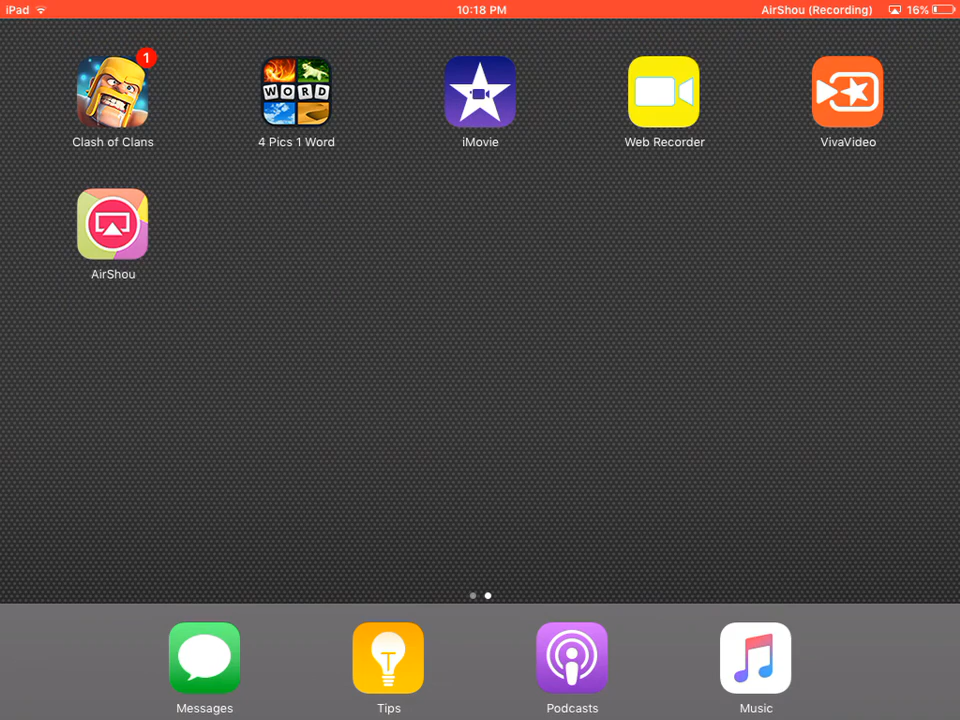 iPad 10:18 PM AirShou (Recording) 16%
1
WORD
Clash of Clans 4 Pics 1 Word iMovie Web Recorder VivaVideo
AirShou
Messages Tips Podcasts Music